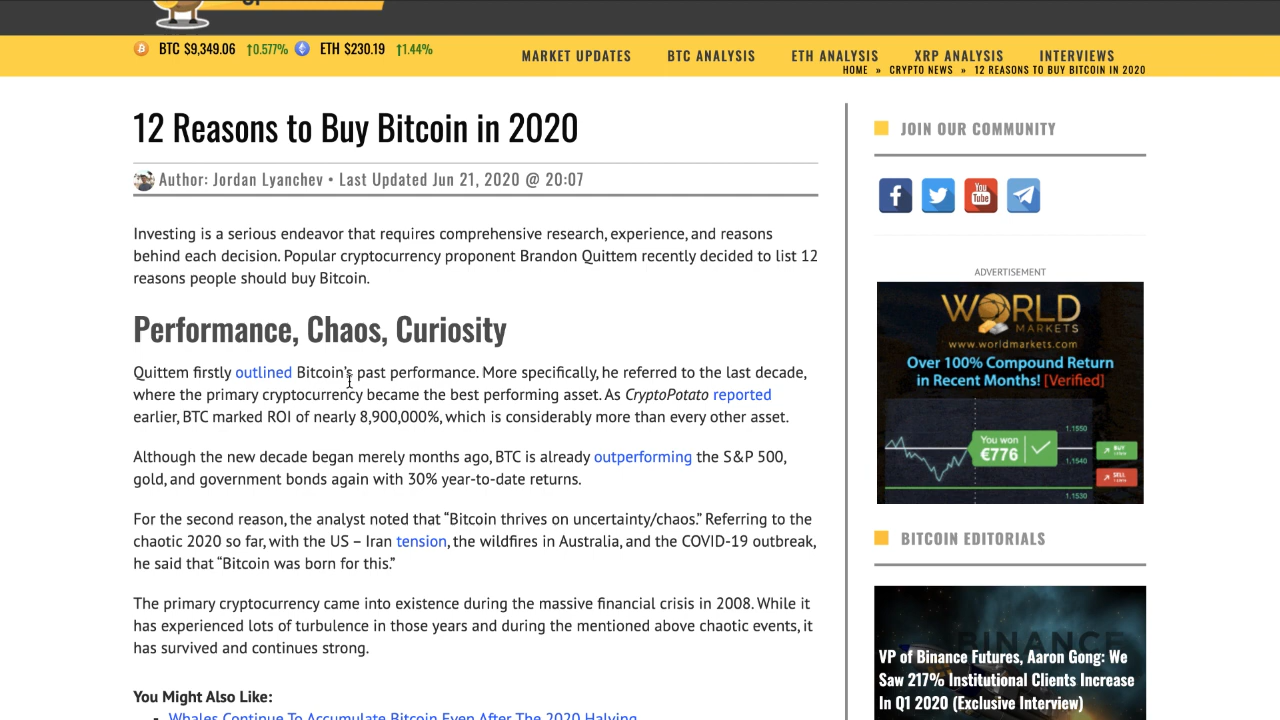 BTC $9,349.06 ↑0.577% ETH $230.19 ↑1.44%
MARKET UPDATES BTC ANALYSIS ETH ANALYSIS XRP ANALYSIS INTERVIEWS
HOME » CRYPTO NEWS » 12 REASONS TO BUY BITCOIN IN 2020
12 Reasons to Buy Bitcoin in 2020
Author: Jordan Lyanchev • Last Updated Jun 21, 2020 @ 20:07
Investing is a serious endeavor that requires comprehensive research, experience, and reasons
behind each decision. Popular cryptocurrency proponent Brandon Quittem recently decided to list 12
reasons people should buy Bitcoin.
Performance, Chaos, Curiosity
Quittem firstly outlined Bitcoin's past performance. More specifically, he referred to the last decade,
where the primary cryptocurrency became the best performing asset. As CryptoPotato reported
earlier, BTC marked ROI of nearly 8,900,000%, which is considerably more than every other asset.
Although the new decade began merely months ago, BTC is already outperforming the S&P 500,
gold, and government bonds again with 30% year-to-date returns.
For the second reason, the analyst noted that “Bitcoin thrives on uncertainty/chaos.” Referring to the
chaotic 2020 so far, with the US – Iran tension, the wildfires in Australia, and the COVID-19 outbreak,
he said that “Bitcoin was born for this.”
The primary cryptocurrency came into existence during the massive financial crisis in 2008. While it
has experienced lots of turbulence in those years and during the mentioned above chaotic events, it
has survived and continues strong.
You Might Also Like:
Whales Continue To Accumulate Bitcoin Even After The 2020 Halving
JOIN OUR COMMUNITY
You
Tube
ADVERTISEMENT
WORLD
MARKETS
www.worldmarkets.com
Over 100% Compound Return
in Recent Months! [Verified]
You won
€776
1.1550
1.1540
1.1530
BUY
SELL
BITCOIN EDITORIALS
BINANCE
VP of Binance Futures, Aaron Gong: We
Saw 217% Institutional Clients Increase
In Q1 2020 (Exclusive Interview)